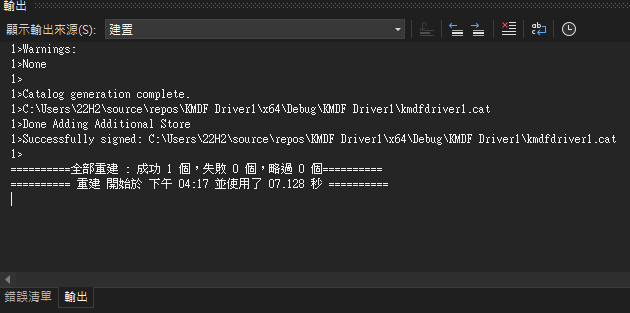 輸出
顯示輸出來源(S): 建置
1>Warnings:
1>None
1>
1>Catalog generation complete.
1>C:\Users\22H2\source\repos\KMDF Driver1\x64\Debug\KMDF Driver1\kmdfdriver1.cat
1>Done Adding Additional Store
1>Successfully signed: C:\Users\22H2\source\repos\KMDF Driver1\x64\Debug\KMDF Driver1\kmdfdriver1.cat
1>
==========全部重建 : 成功 1 個，失敗 0 個，略過 0 個==========
========== 重建 開始於 下午 04:17 並使用了 07.128 秒 ==========
錯誤清單 輸出